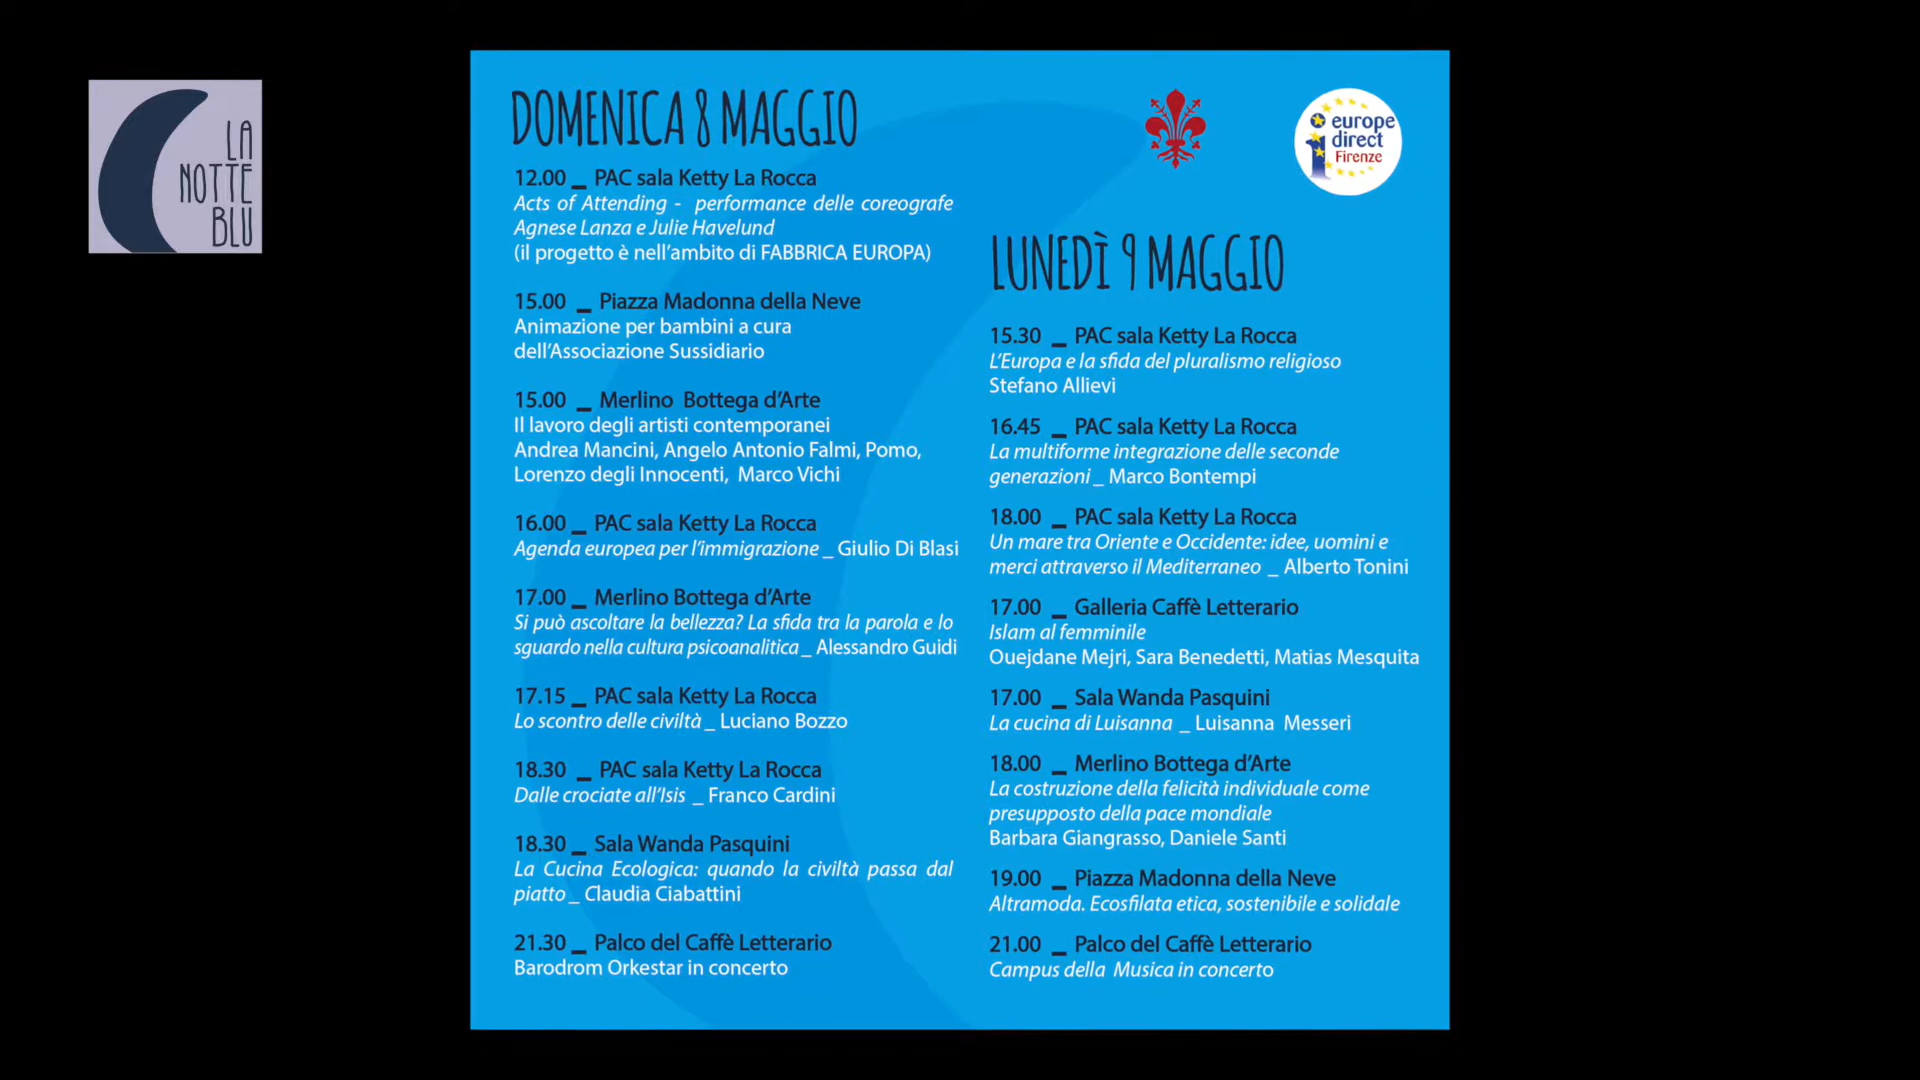 LA
NOTTE
BLU
DOMENICA 8 MAGGIO
12.00 _ PAC sala Ketty La Rocca
Acts of Attending - performance delle coreografe
Agnese Lanza e Julie Havelund
(il progetto è nell'ambito di FABBRICA EUROPA)
15.00 _ Piazza Madonna della Neve
Animazione per bambini a cura
dell'Associazione Sussidiario
15.00 _ Merlino Bottega d'Arte
Il lavoro degli artisti contemporanei
Andrea Mancini, Angelo Antonio Falmi, Pomo,
Lorenzo degli Innocenti, Marco Vichi
16.00 _ PAC sala Ketty La Rocca
Agenda europea per l'immigrazione _ Giulio Di Blasi
17.00 _ Merlino Bottega d'Arte
Si può ascoltare la bellezza? La sfida tra la parola e lo
sguardo nella cultura psicoanalitica _ Alessandro Guidi
17.15 _ PAC sala Ketty La Rocca
Lo scontro delle civiltà _ Luciano Bozzo
18.30 _ PAC sala Ketty La Rocca
Dalle crociate all'Isis _ Franco Cardini
18.30 _ Sala Wanda Pasquini
La Cucina Ecologica: quando la civiltà passa dal
piatto _ Claudia Ciabattini
21.30 _ Palco del Caffè Letterario
Barodrom Orkestar in concerto
europe
direct
Firenze
LUNEDÌ 9 MAGGIO
15.30 _ PAC sala Ketty La Rocca
L'Europa e la sfida del pluralismo religioso
Stefano Allievi
16.45 _ PAC sala Ketty La Rocca
La multiforme integrazione delle seconde
generazioni _ Marco Bontempi
18.00 _ PAC sala Ketty La Rocca
Un mare tra Oriente e Occidente: idee, uomini e
merci attraverso il Mediterraneo _ Alberto Tonini
17.00 _ Galleria Caffè Letterario
Islam al femminile
Ouejdane Mejri, Sara Benedetti, Matias Mesquita
17.00 _ Sala Wanda Pasquini
La cucina di Luisanna _ Luisanna Messeri
18.00 _ Merlino Bottega d'Arte
La costruzione della felicità individuale come
presupposto della pace mondiale
Barbara Giangrasso, Daniele Santi
19.00 _ Piazza Madonna della Neve
Altramoda. Ecosfilata etica, sostenibile e solidale
21.00 _ Palco del Caffè Letterario
Campus della Musica in concerto